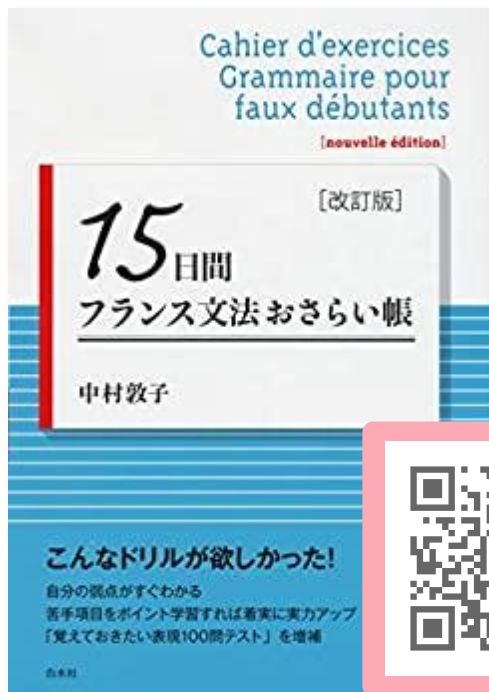 Cahier d'exercices
Grammaire pour
faux débutants
[nouvelle édition]
[改訂版]
15日間
フランス文法おさらい帳
中村敦子
こんなドリルが欲しかった!
自分の弱点がすぐわかる
苦手項目をポイント学習すれば着実に実力アップ
「覚えておきたい表現100問テスト」を増補
白水社